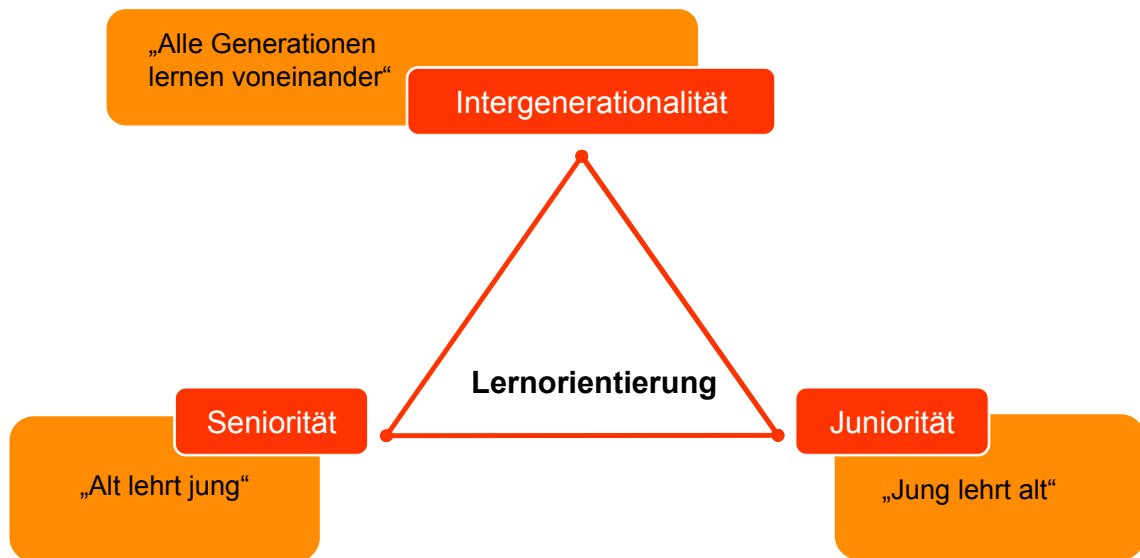 „Alle Generationen
lernen voneinander“
Intergenerationalität
Lernorientierung
Seniorität
Juniorität
„Alt lehrt jung“
„Jung lehrt alt“